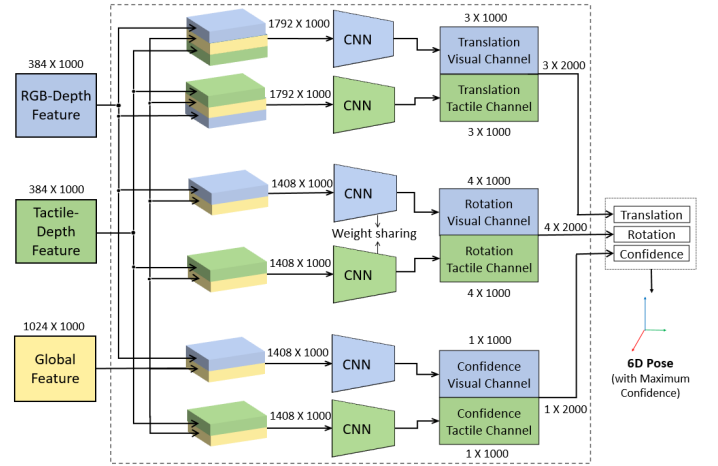 384 X 1000
RGB-Depth
Feature
384 X 1000
Tactile-
Depth
Feature
1024 X 1000
Global
Feature
1792 X 1000
CNN
3 X 1000
Translation
Visual Channel
3 X 2000
1792 X 1000
CNN
Translation
Tactile Channel
3 X 1000
1408 X 1000
CNN
4 X 1000
Rotation
Visual Channel
Weight sharing
4 X 2000
1408 X 1000
CNN
Rotation
Tactile Channel
4 X 1000
1408 X 1000
CNN
1 X 1000
Confidence
Visual Channel
1 X 2000
1408 X 1000
CNN
Confidence
Tactile Channel
1 X 1000
Translation
Rotation
Confidence
6D Pose
(with Maximum
Confidence)